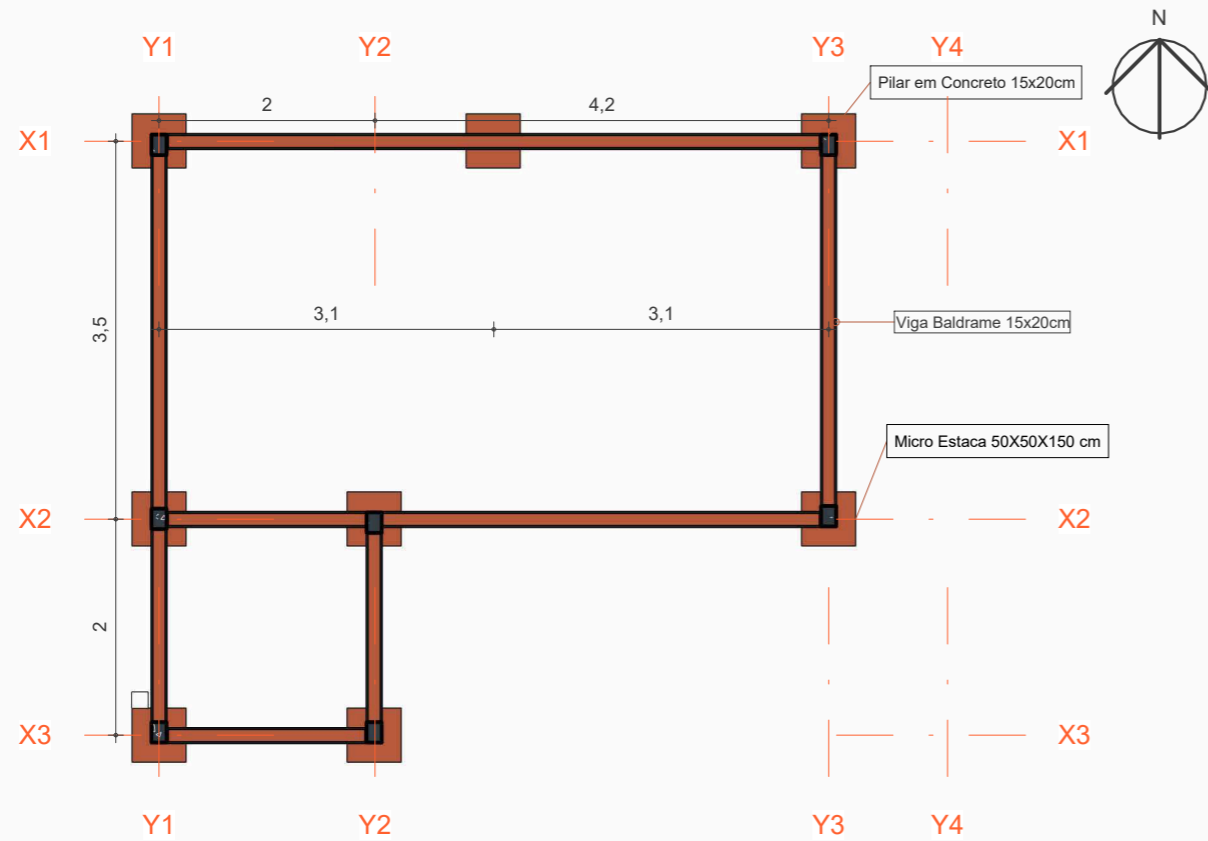 N
Y1
Y2
Y3
Y4
Pilar em Concreto 15x20cm
2
4,2
X1
X1
3,1
3,1
Viga Baldrame 15x20cm
3,5
Micro Estaca 50X50X150 cm
X2
X2
2
X3
X3
Y1
Y2
Y3
Y4